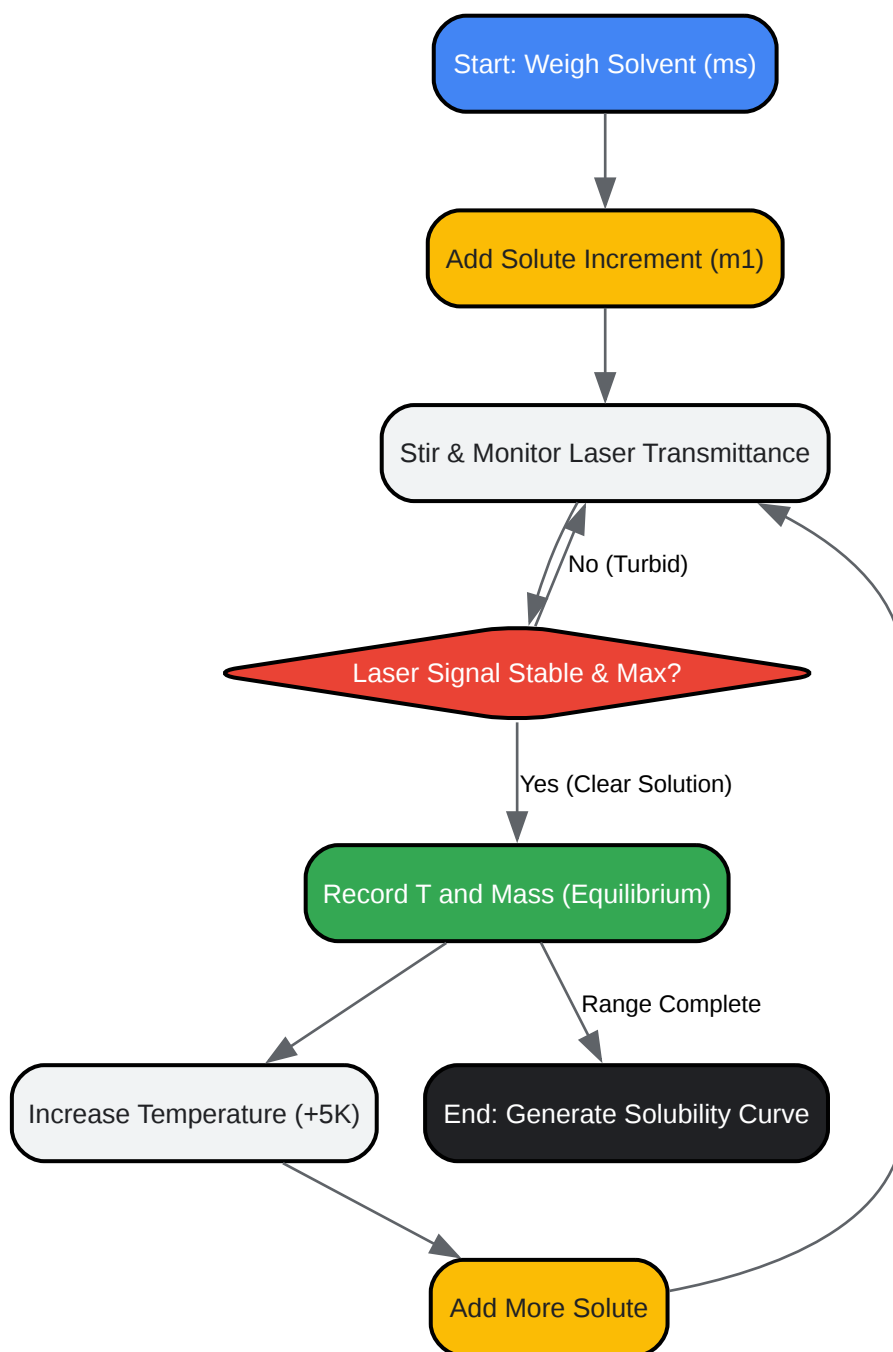 Start: Weigh Solvent (ms)
Add Solute Increment (m1)
Stir & Monitor Laser Transmittance
No (Turbid)
Laser Signal Stable & Max?
Yes (Clear Solution)
Record T and Mass (Equilibrium)
Range Complete
Increase Temperature (+5K)
End: Generate Solubility Curve
Add More Solute